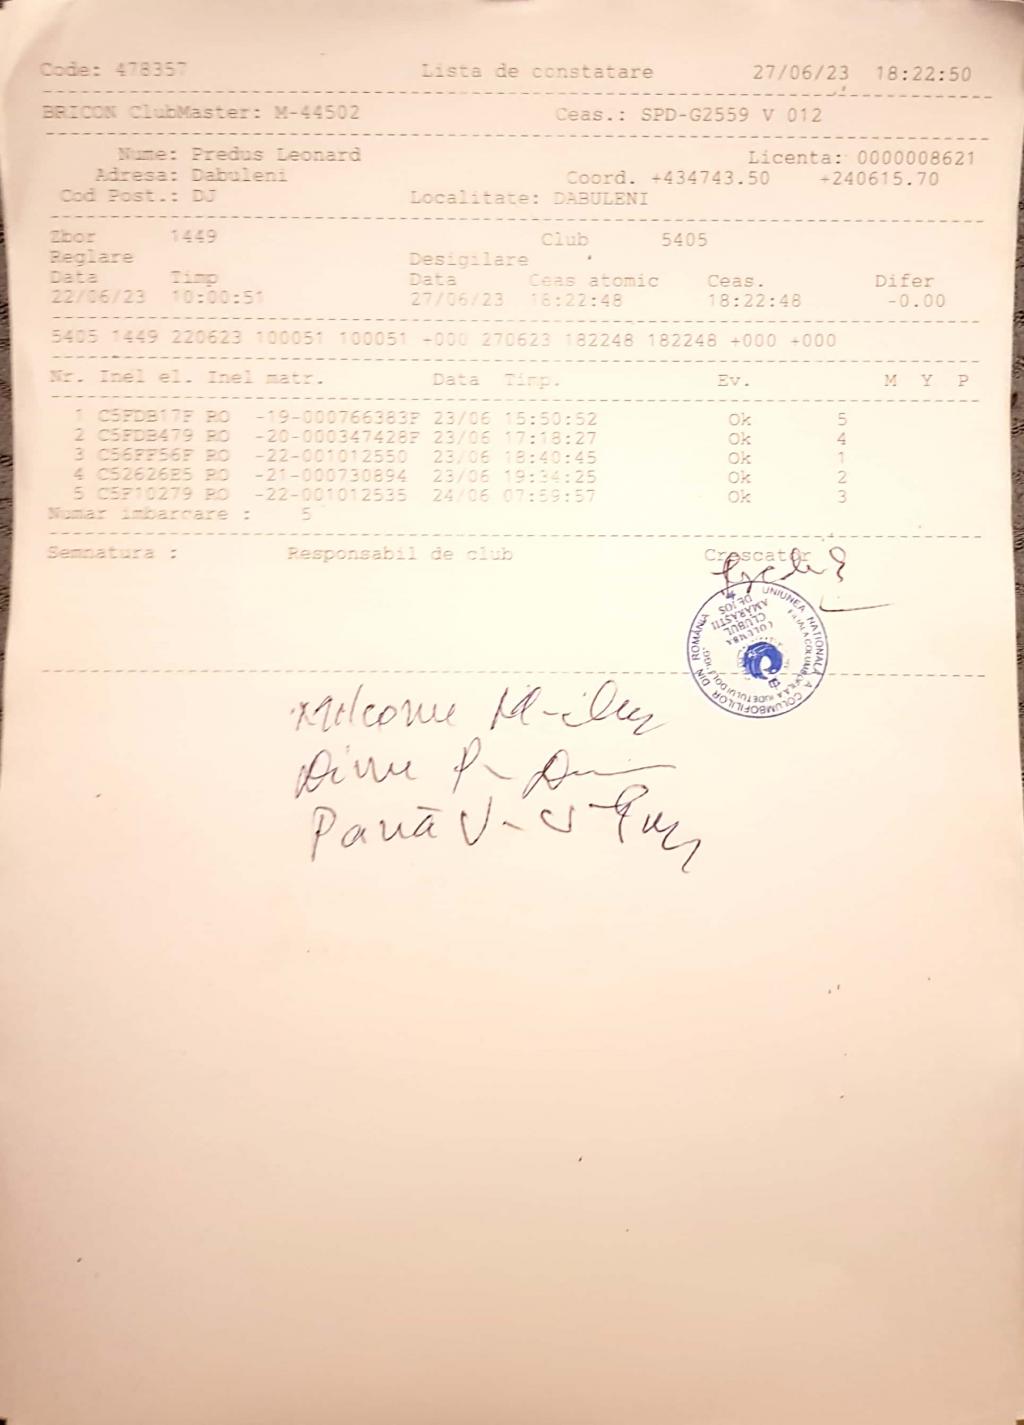 Code: 478357 Lista de constatare 27/06/23 18:22:50
BRICON ClubMaster: M-44502 Ceas.: SPD-G2559 V 012
Nume: Predus Leonard Licenta: 0000008621
Adresa: Dabuleni Coord. +434743.50 +240615.70
Cod Post.: DJ Localitate: DABULENI
Zbor 1449 Club 5405
Reglare Desigilare
Data Timp Data Ceas atomic Ceas. Difer
22/06/23 10:00:51 27/06/23 18:22:48 18:22:48 -0.00
5405 1449 220623 100051 100051 +000 270623 182248 182248 +000 +000
Nr. Inel el. Inel matr. Data Timp. Ev. M Y P
1 C5FDB17F RO -19-000766383F 23/06 15:50:52 Ok 5
2 C5FDB479 RO -20-000347428F 23/06 17:18:27 Ok 4
3 C56FF56F RO -22-001012550 23/06 18:40:45 Ok 1
4 C52626E5 RO -21-000730894 23/06 19:34:25 Ok 2
5 C5F10279 RO -22-001012535 24/06 07:59:57 Ok 3
Numar imbarcare : 5
Semnatura : Responsabil de club Crescator
UNIUNEA NATIONALA A COLUMBOFILILOR DIN ROMÂNIA
COLUMBA
CLUBUL
AMARASTII
DE JOS
Pană V-